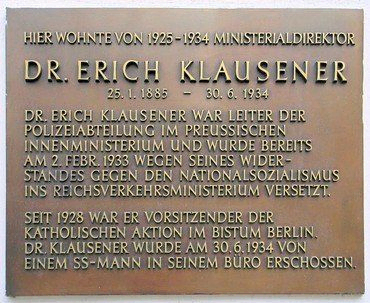 HIER WOHNTE VON 1925–1934 MINISTERIALDIREKTOR
DR. ERICH KLAUSENER
25. 1. 1885 – 30. 6. 1934
DR. ERICH KLAUSENER WAR LEITER DER
POLIZEIABTEILUNG IM PREUSSISCHEN
INNENMINISTERIUM UND WURDE BEREITS
AM 2. FEBR. 1933 WEGEN SEINES WIDER-
STANDES GEGEN DEN NATIONALSOZIALISMUS
INS REICHSVERKEHRSMINISTERIUM VERSETZT.
SEIT 1928 WAR ER VORSITZENDER DER
KATHOLISCHEN AKTION IM BISTUM BERLIN.
DR. KLAUSENER WURDE AM 30. 6. 1934 VON
EINEM SS-MANN IN SEINEM BÜRO ERSCHOSSEN.